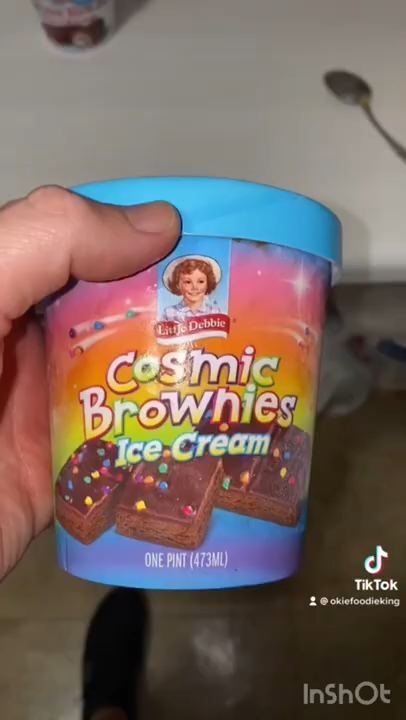 Little Debbie
Cosmic
Brownies
Ice Cream
ONE PINT (473ML)
TikTok
@okiefoodieking
InShOt